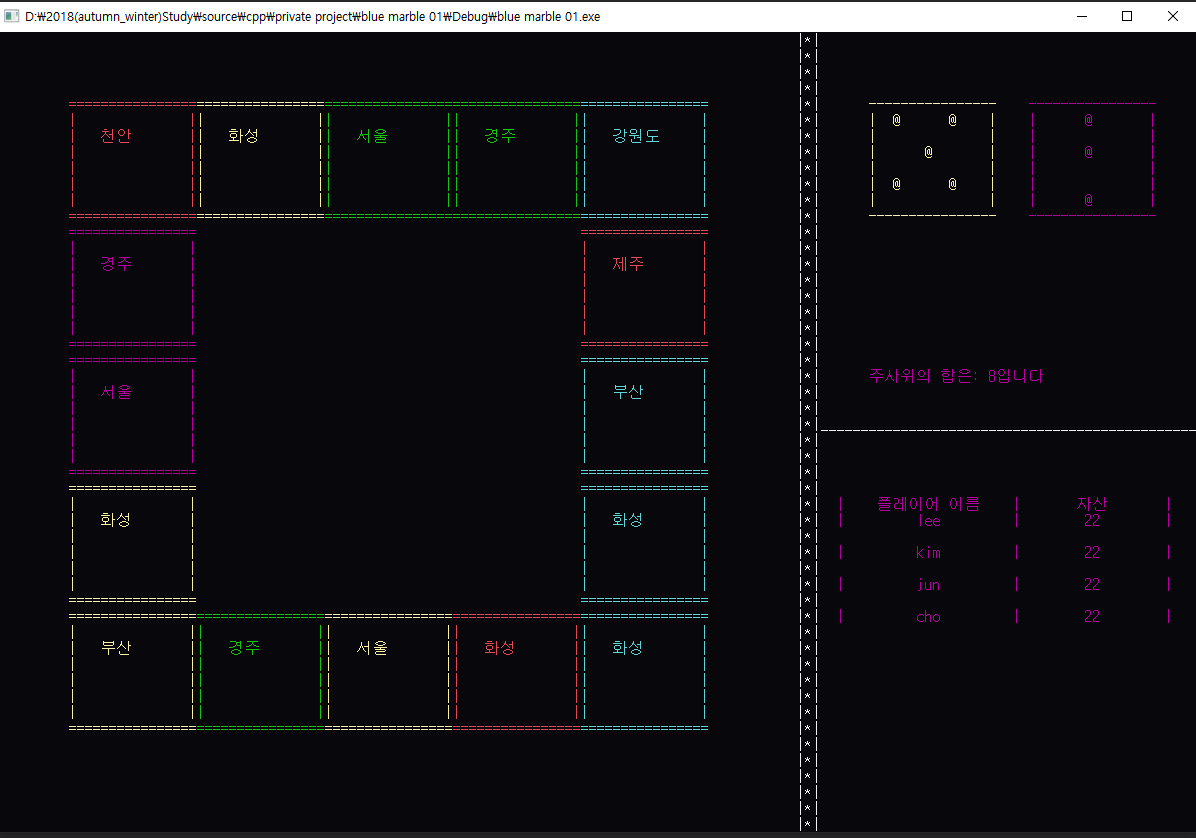 D:\2018(autumn_winter)Study\source\cpp\private project\blue marble 01\Debug\blue marble 01.exe
천안 화성 서울 경주 강원도
경주 제주
서울 부산
화성 화성
부산 경주 서울 화성 화성
@ @ @
@ @
@ @
@
주사위의 합은: 8입니다
| 플레이어 이름 | 자산 |
| lee | 22 |
| kim | 22 |
| jun | 22 |
| cho | 22 |